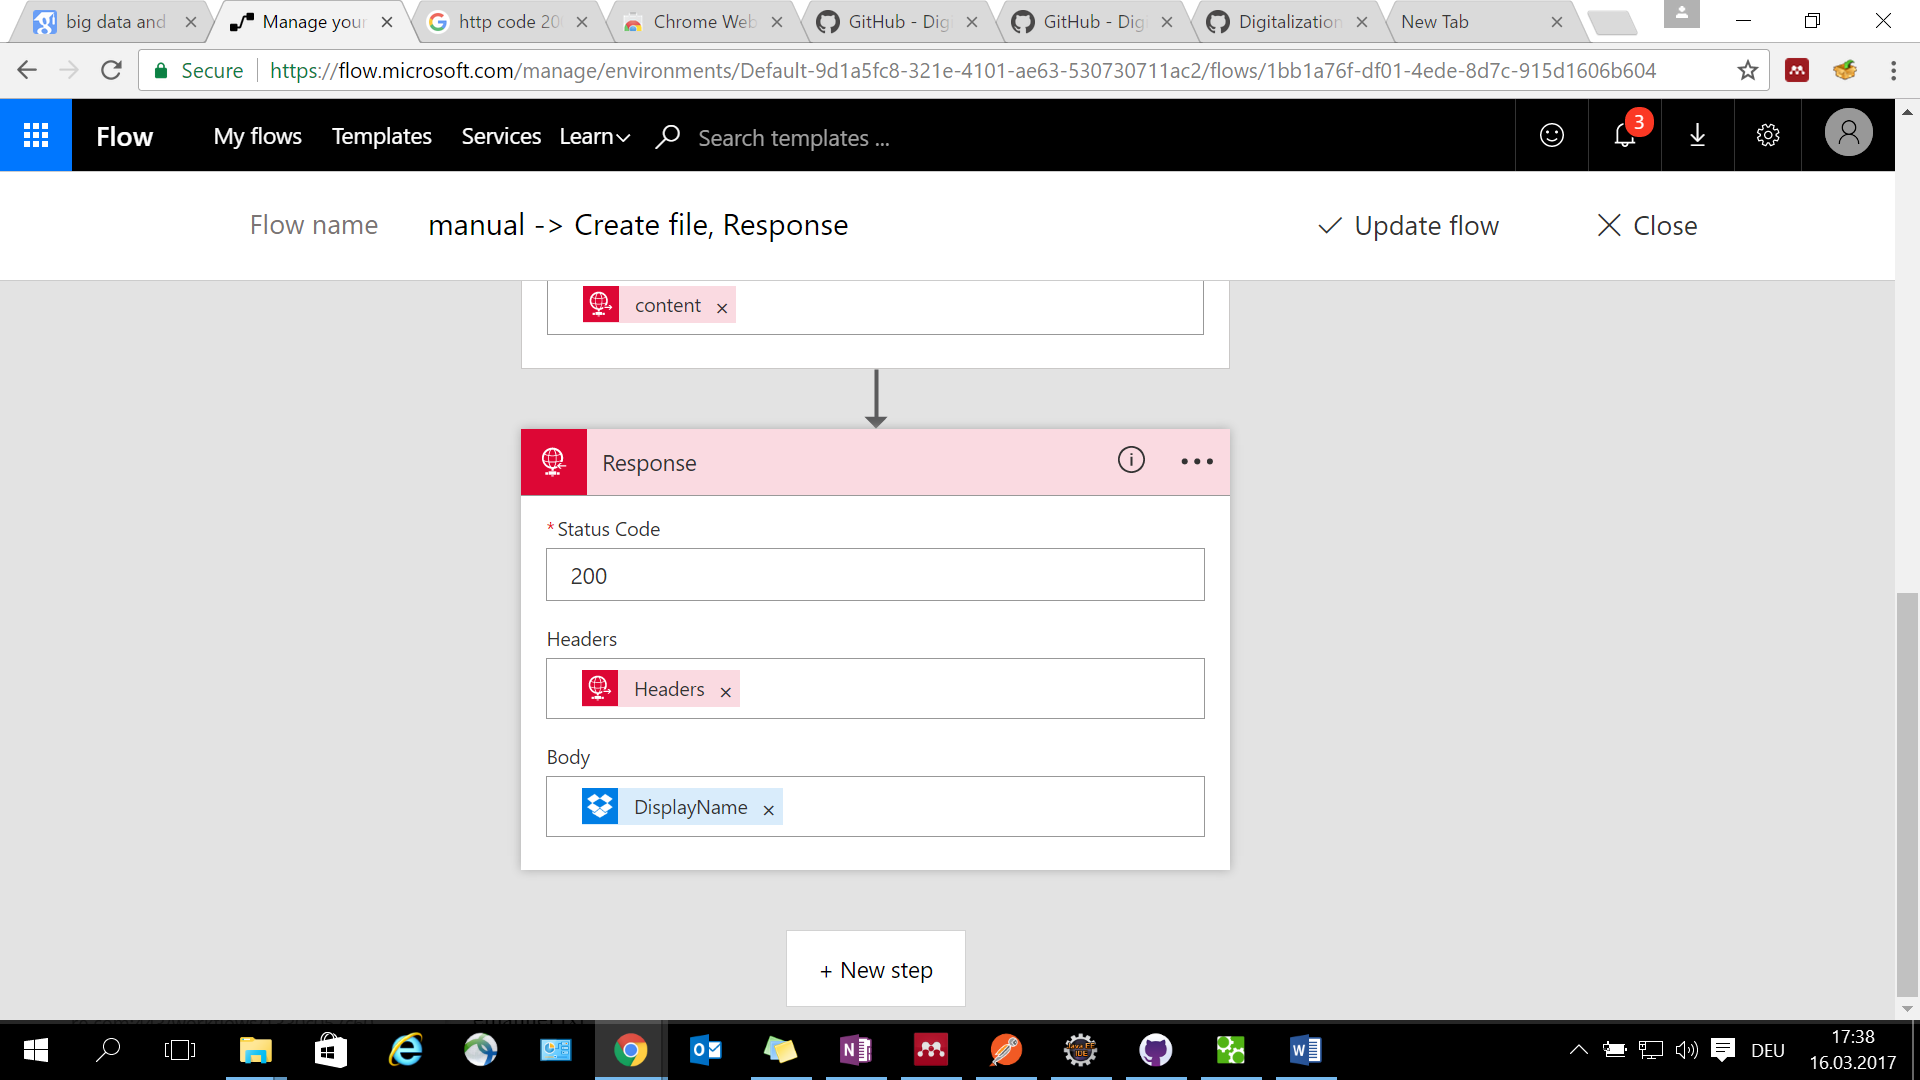 big data and
Manage your
http code 20
Chrome Web
GitHub - Digi
GitHub - Dig
Digitalization
New Tab
Secure
https://flow.microsoft.com/manage/environments/Default-9d1a5fc8-321e-4101-ae63-530730711ac2/flows/1bb1a76f-df01-4ede-8d7c-915d1606b604
Flow
My flows
Templates
Services
Learn
Search templates ...
3
Flow name
manual -> Create file, Response
Update flow
Close
content ×
Response
* Status Code
200
Headers
Headers ×
Body
DisplayName ×
+ New step
DEU
17:38
16.03.2017